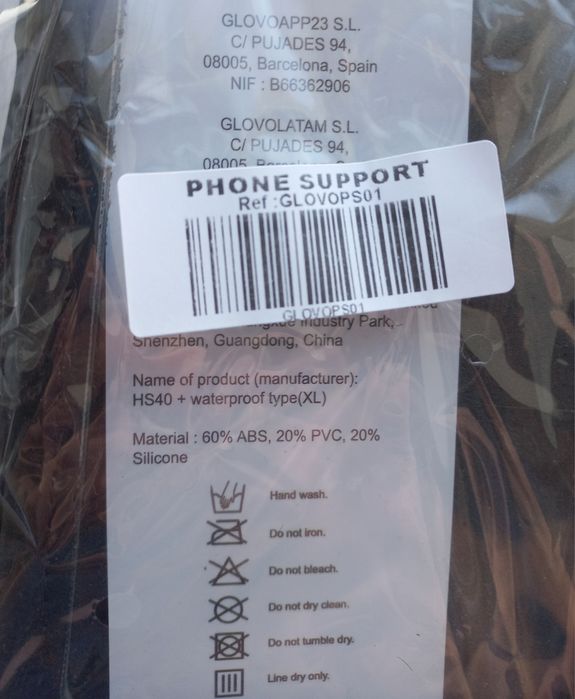 GLOVOAPP23 S.L.
C/ PUJADES 94,
08005, Barcelona, Spain
NIF : B66362906
GLOVOLATAM S.L.
C/ PUJADES 94,
08005
PHONE SUPPORT
Ref :GLOVOPS01
GLOVOPS01
Industry Park,
Shenzhen, Guangdong, China
Name of product (manufacturer):
HS40 + waterproof type(XL)
Material : 60% ABS, 20% PVC, 20%
Silicone
Hand wash.
Do not iron.
Do not bleach.
Do not dry clean.
Do not tumble dry.
Line dry only.